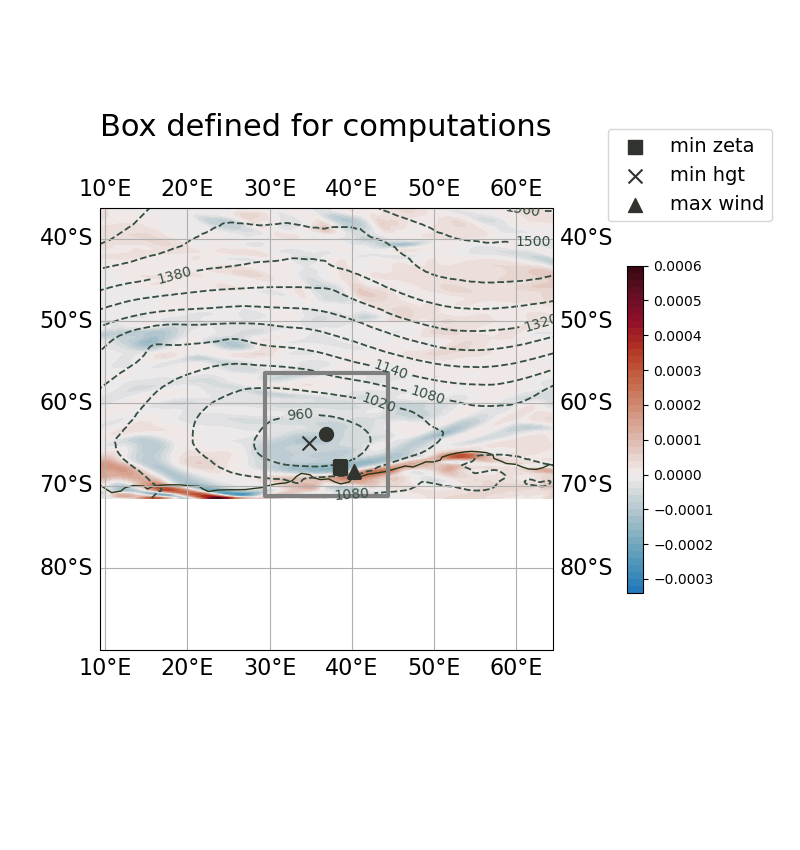 Box defined for computations
min zeta
min hgt
max wind
10°E 20°E 30°E 40°E 50°E 60°E
40°S 40°S
50°S 50°S
60°S 60°S
70°S 70°S
80°S 80°S
1500
1380
1320
1140
1080
1020
960
1080
10°E 20°E 30°E 40°E 50°E 60°E
0.0006
0.0005
0.0004
0.0003
0.0002
0.0001
0.0000
−0.0001
−0.0002
−0.0003